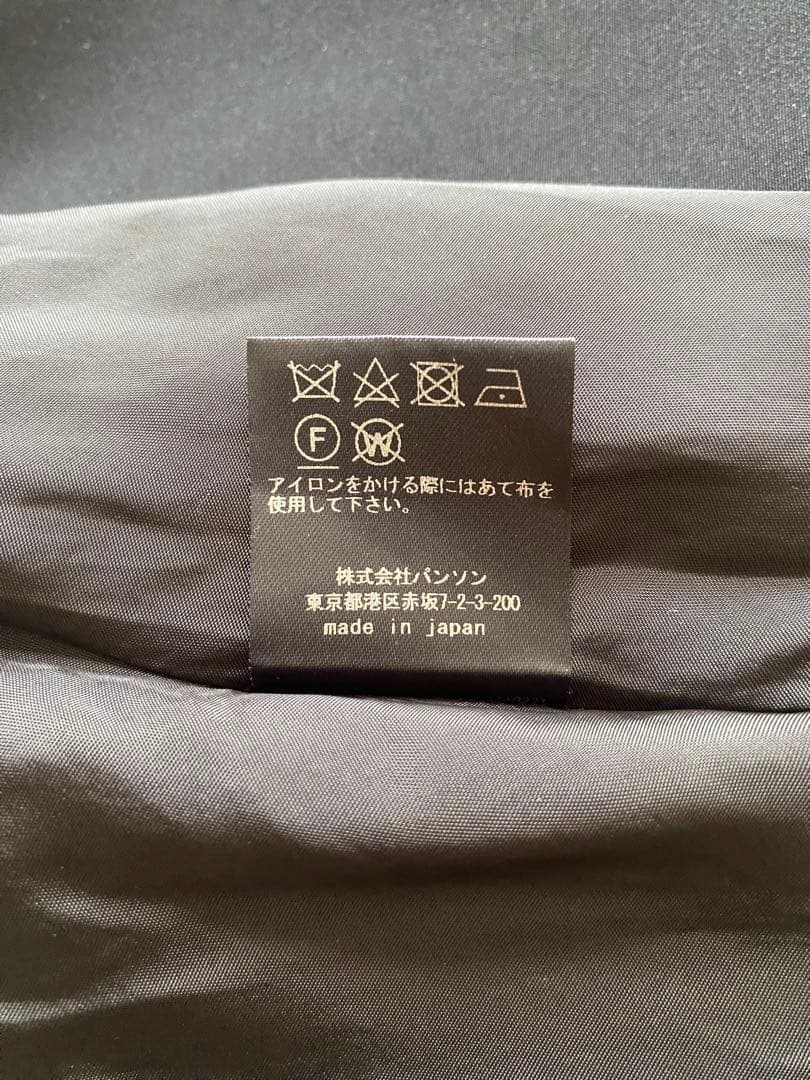 F W
アイロンをかける際にはあて布を
使用して下さい。
株式会社パンソン
東京都港区赤坂7-2-3-200
made in japan